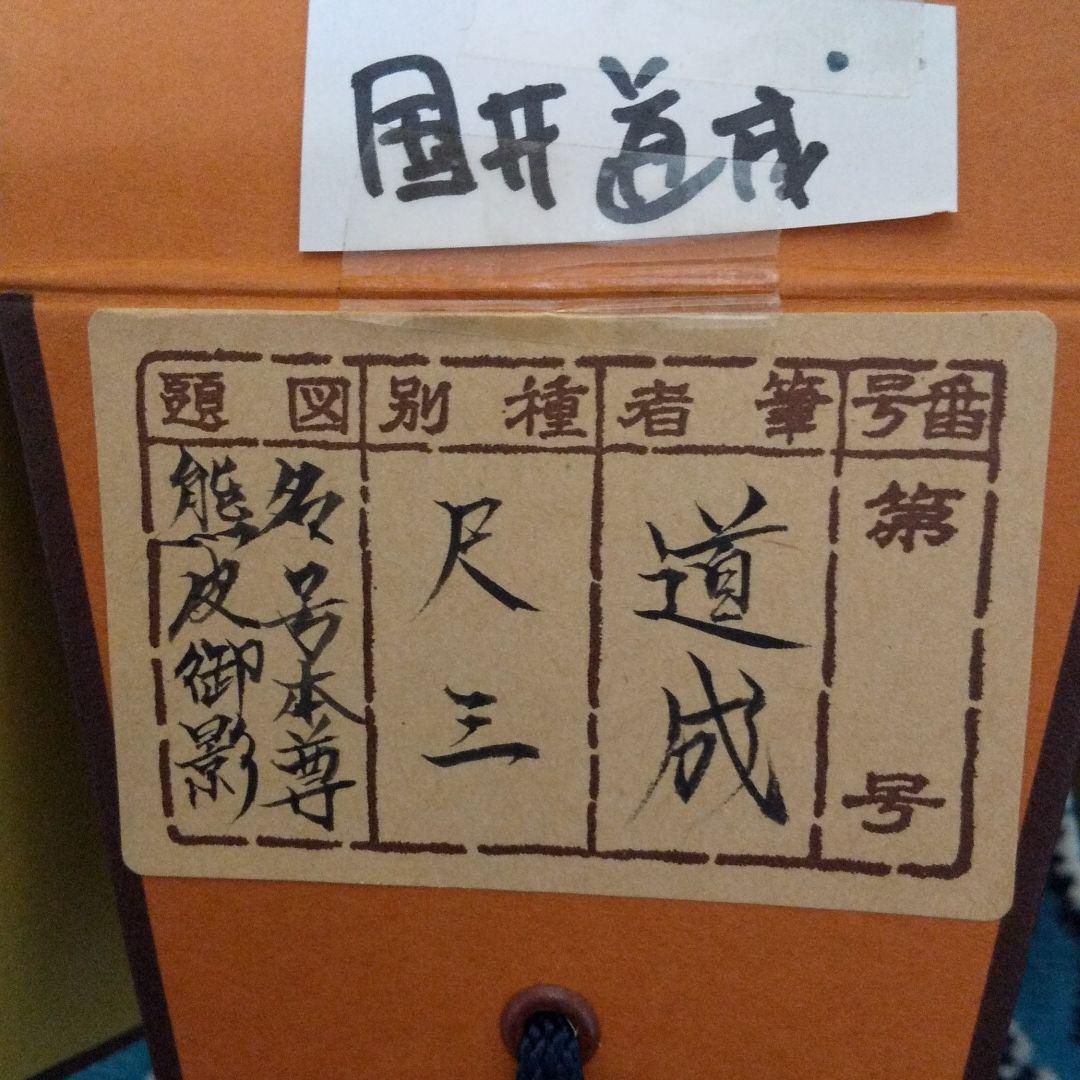 国井道成
番号
第 号
筆者
道成
種別
尺三
図題
名号本尊
熊皮御影